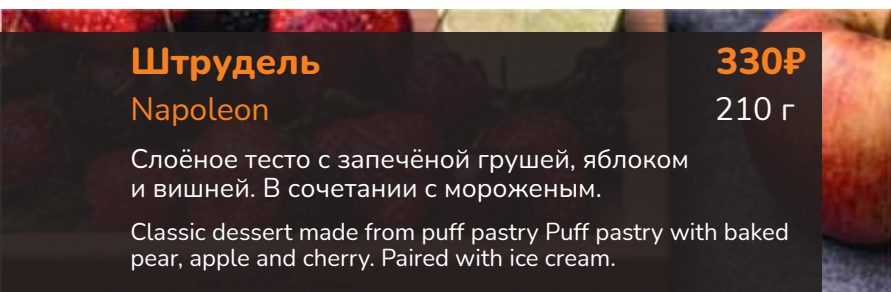 Штрудель 330₽
Napoleon 210 г
Слоёное тесто с запечёной грушей, яблоком
и вишней. В сочетании с мороженым.
Classic dessert made from puff pastry Puff pastry with baked
pear, apple and cherry. Paired with ice cream.